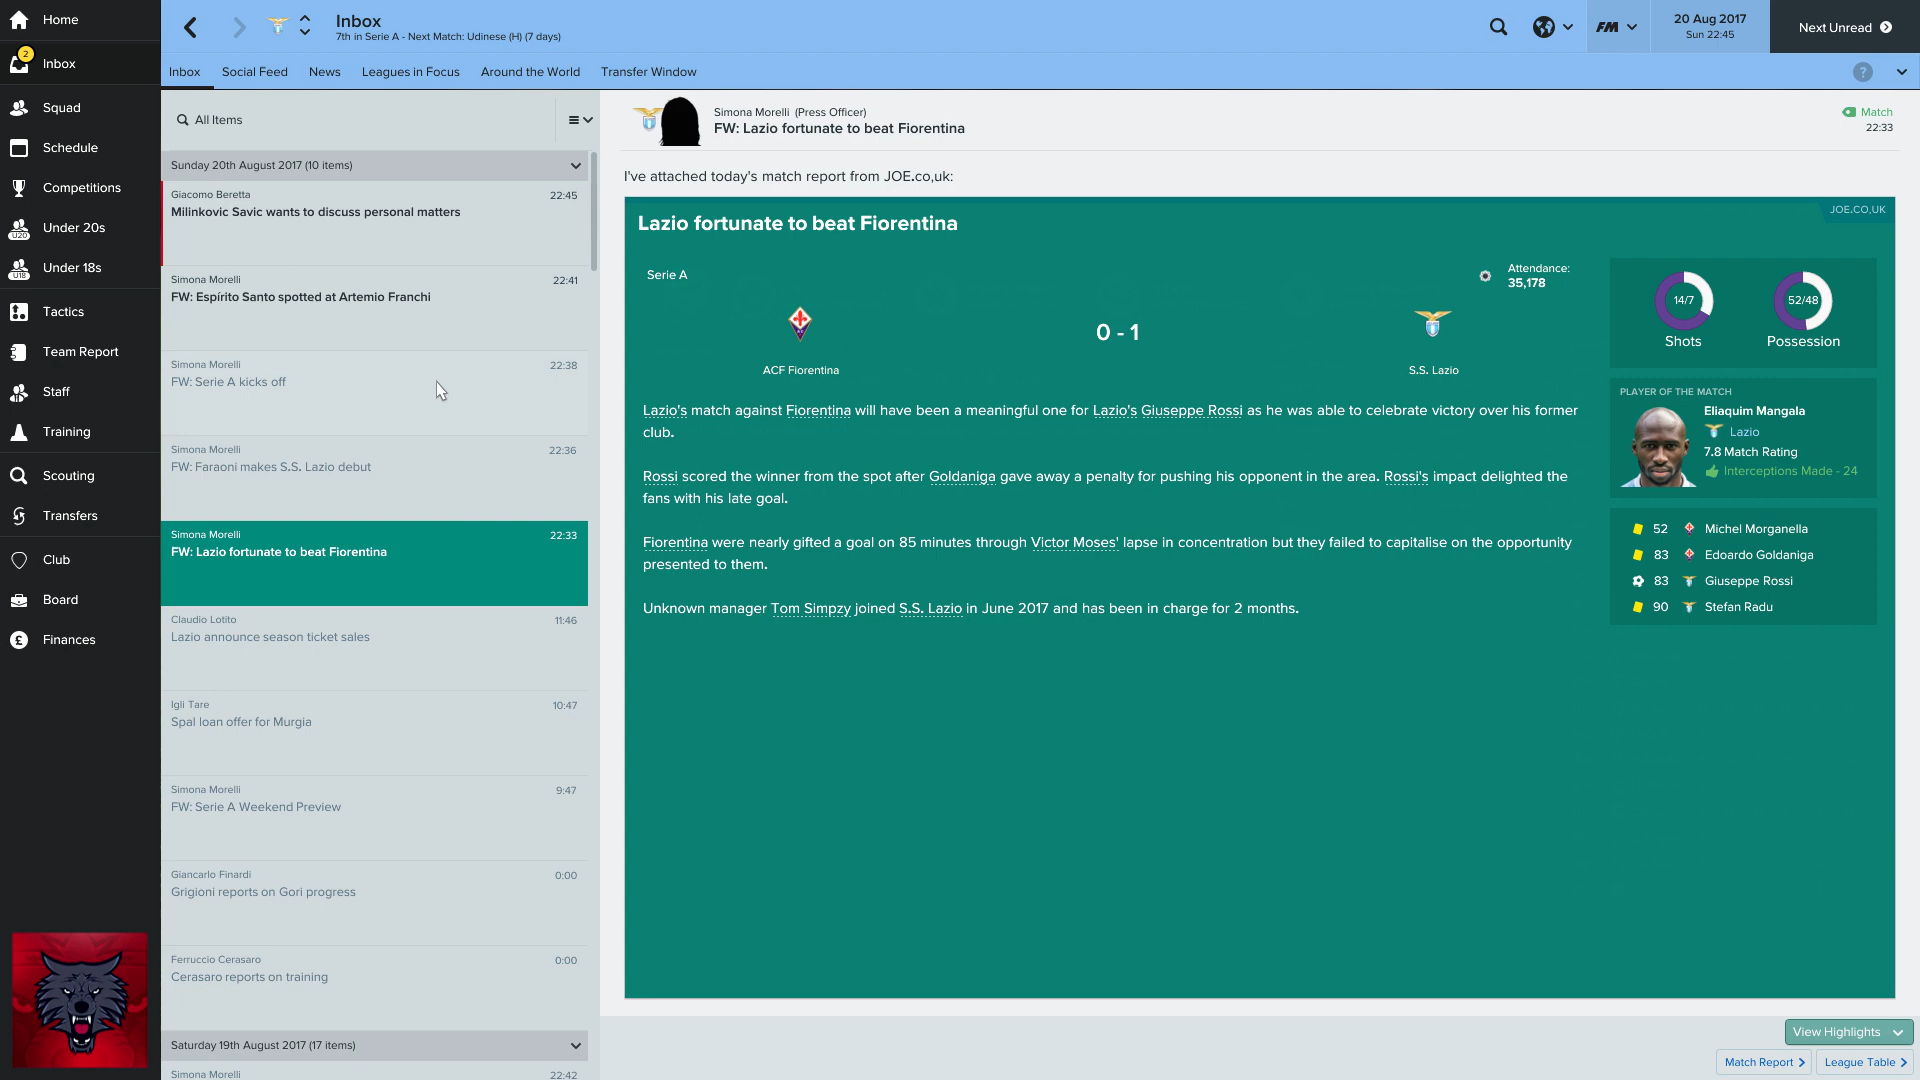 Home
2
Inbox
Squad
Schedule
Competitions
U20
Under 20s
U18
Under 18s
Tactics
Team Report
Staff
Training
Scouting
Transfers
Club
Board
£
Finances
Inbox
7th in Serie A - Next Match: Udinese (H) (7 days)
FM
20 Aug 2017
Sun 22:45
Next Unread
Inbox
Social Feed
News
Leagues in Focus
Around the World
Transfer Window
?
All Items
Sunday 20th August 2017 (10 items)
Giacomo Beretta 22:45
Milinkovic Savic wants to discuss personal matters
Simona Morelli 22:41
FW: Espírito Santo spotted at Artemio Franchi
Simona Morelli 22:38
FW: Serie A kicks off
Simona Morelli 22:36
FW: Faraoni makes S.S. Lazio debut
Simona Morelli 22:33
FW: Lazio fortunate to beat Fiorentina
Claudio Lotito 11:46
Lazio announce season ticket sales
Igli Tare 10:47
Spal loan offer for Murgia
Simona Morelli 9:47
FW: Serie A Weekend Preview
Giancarlo Finardi 0:00
Grigioni reports on Gori progress
Ferruccio Cerasaro 0:00
Cerasaro reports on training
Saturday 19th August 2017 (17 items)
Simona Morelli 22:42
Simona Morelli (Press Officer)
FW: Lazio fortunate to beat Fiorentina
Match
22:33
I've attached today's match report from JOE.co,uk:
Lazio fortunate to beat Fiorentina
JOE.CO,UK
Serie A
Attendance:
35,178
0 - 1
ACF Fiorentina
S.S. Lazio
Lazio's match against Fiorentina will have been a meaningful one for Lazio's Giuseppe Rossi as he was able to celebrate victory over his former
club.
Rossi scored the winner from the spot after Goldaniga gave away a penalty for pushing his opponent in the area. Rossi's impact delighted the
fans with his late goal.
Fiorentina were nearly gifted a goal on 85 minutes through Victor Moses' lapse in concentration but they failed to capitalise on the opportunity
presented to them.
Unknown manager Tom Simpzy joined S.S. Lazio in June 2017 and has been in charge for 2 months.
14/7
Shots
52/48
Possession
PLAYER OF THE MATCH
Eliaquim Mangala
Lazio
7.8 Match Rating
Interceptions Made - 24
52 Michel Morganella
83 Edoardo Goldaniga
83 Giuseppe Rossi
90 Stefan Radu
View Highlights
Match Report
League Table